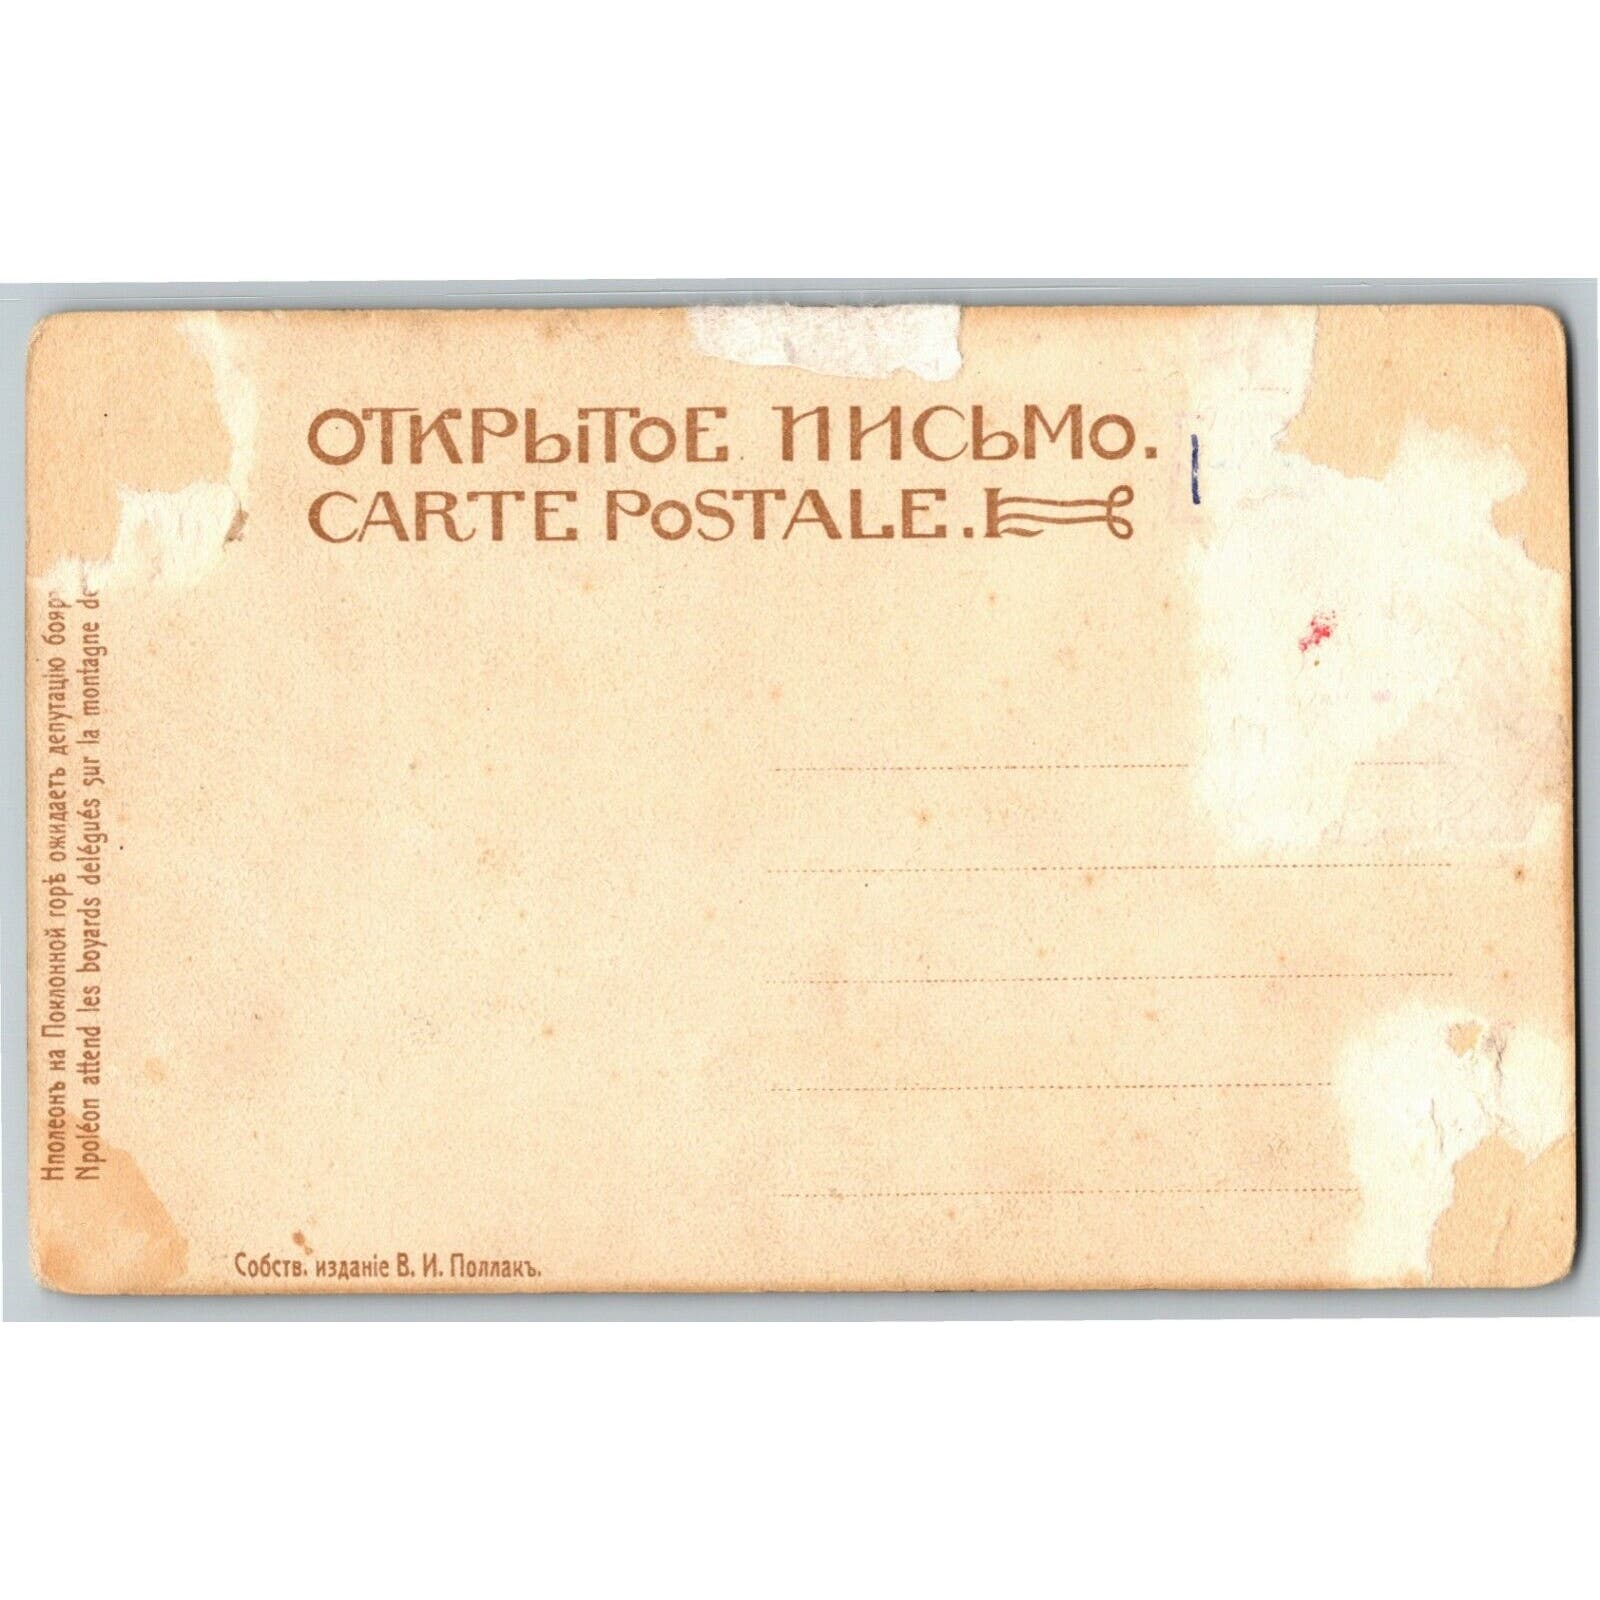 ОТКРЫТОЕ ПИСЬМО.
CARTE POSTALE.
Нполеонъ на Поклонной горѣ ожидаетъ депутацію бояр
Npoléon attend les boyards delégués sur la montagne de
Собств. изданіе В. И. Поллакъ.